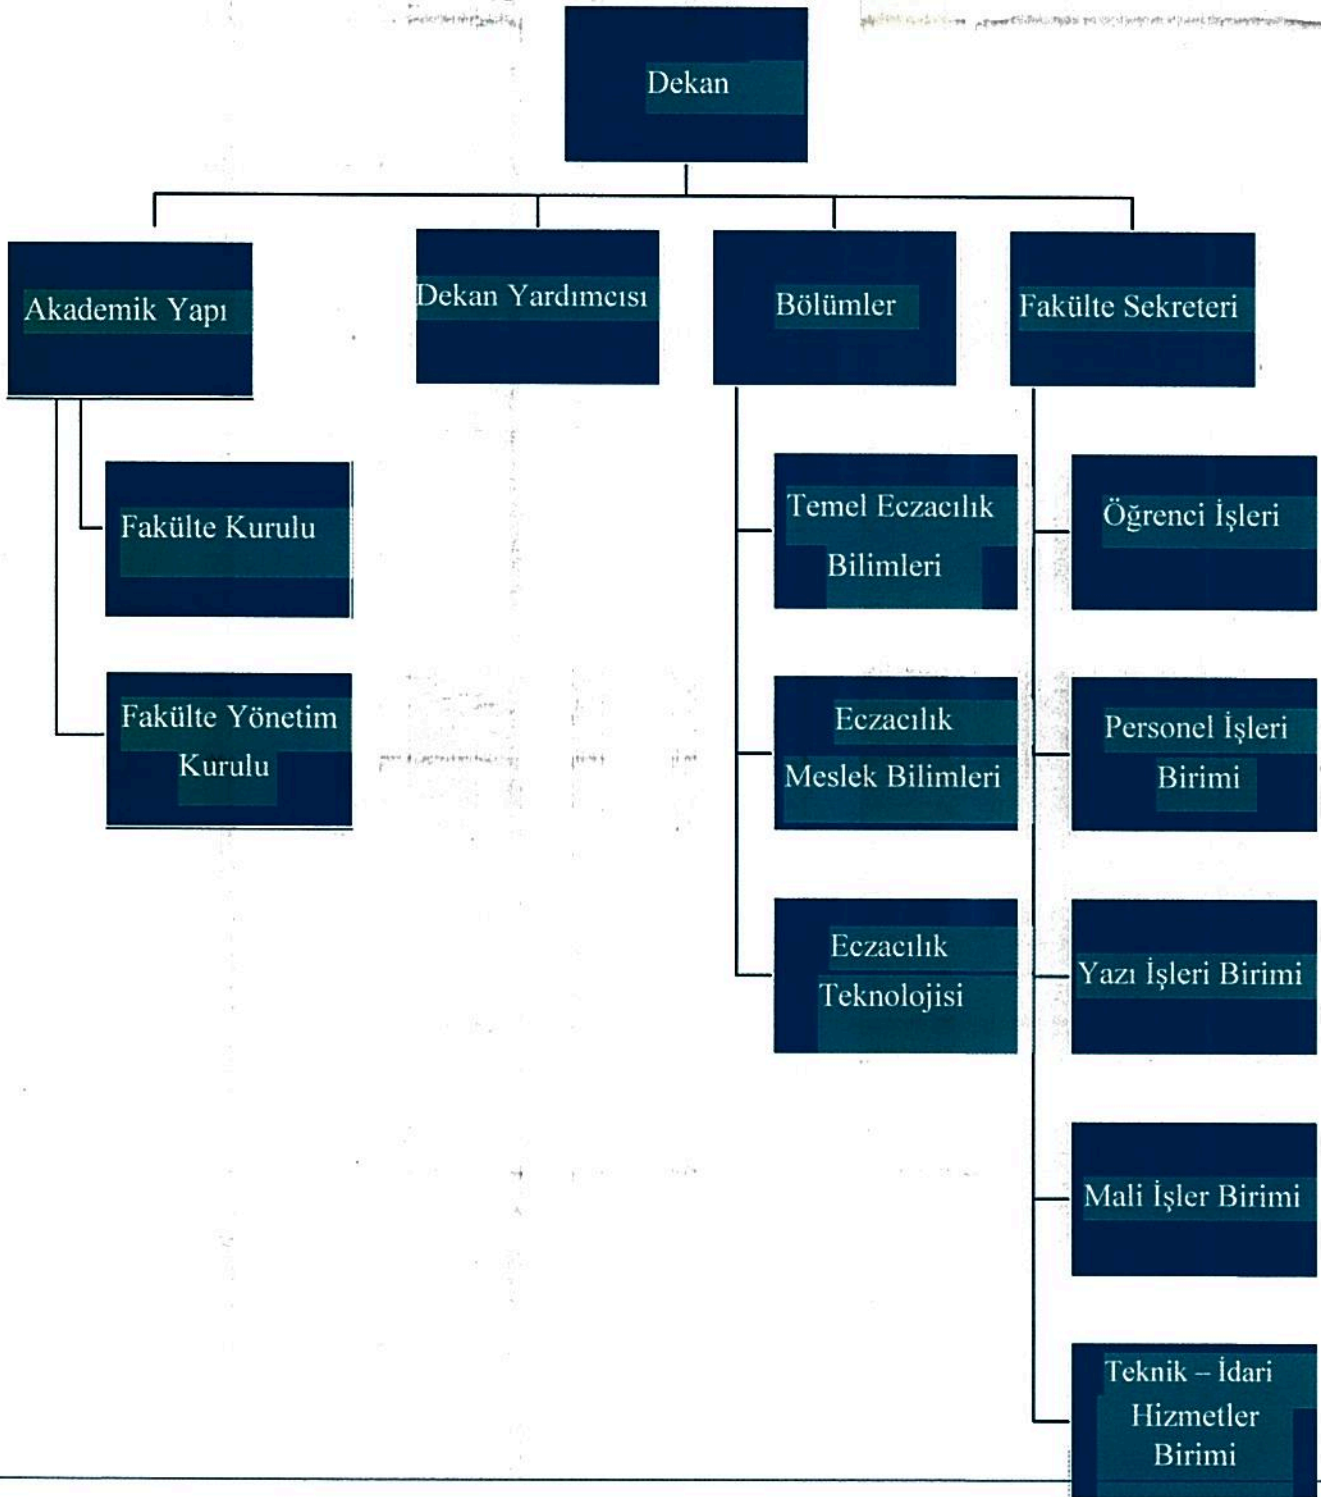 Dekan
Akademik Yapı
Dekan Yardımcısı
Bölümler
Fakülte Sekreteri
Fakülte Kurulu
Fakülte Yönetim
Kurulu
Temel Eczacılık
Bilimleri
Eczacılık
Meslek Bilimleri
Eczacılık
Teknolojisi
Öğrenci İşleri
Personel İşleri
Birimi
Yazı İşleri Birimi
Mali İşler Birimi
Teknik – İdari
Hizmetler
Birimi